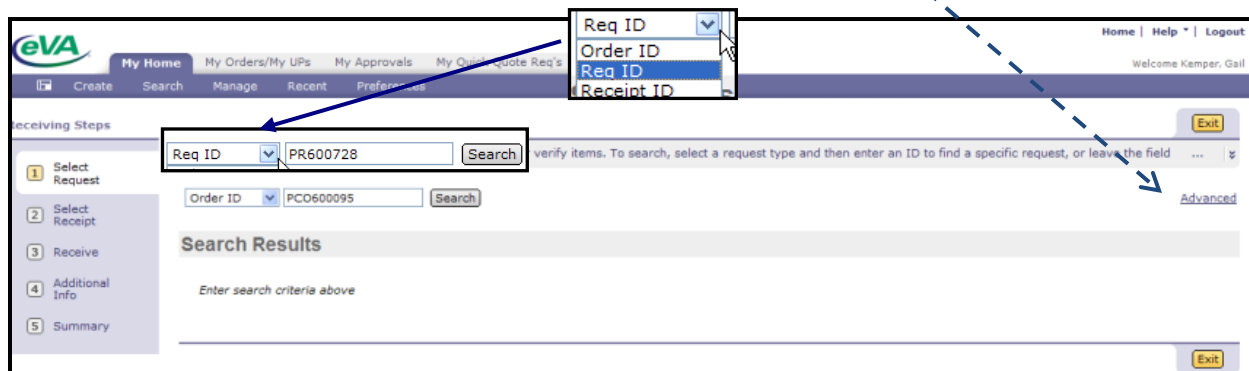 Req ID
Order ID
Req ID
Receipt ID
eVA
Home | Help | Logout
My Home My Orders/My UPs My Approvals My Quick Quote Req's
Welcome Kemper, Gail
Create Search Manage Recent Preferences
eceiving Steps
Exit
Req ID PR600728 Search
verify items. To search, select a request type and then enter an ID to find a specific request, or leave the field ...
1 Select Request
Order ID PCO600095 Search
Advanced
2 Select Receipt
Search Results
3 Receive
Enter search criteria above
4 Additional Info
5 Summary
Exit